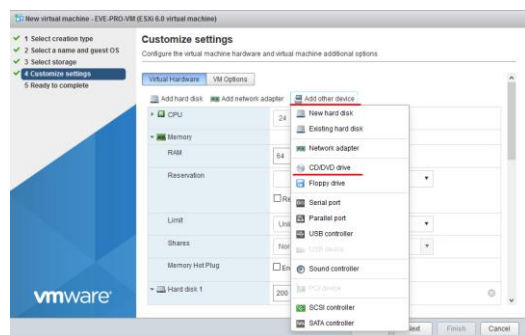 New virtual machine - EVE-PRO-VM (ESXi 6.0 virtual machine)
1 Select creation type
2 Select a name and guest OS
3 Select storage
4 Customize settings
5 Ready to complete
Customize settings
Configure the virtual machine hardware and virtual machine additional options
Virtual Hardware VM Options
Add hard disk Add network adapter Add other device
CPU 24
Memory
RAM 64
Reservation
Limit
Shares
Memory Hot Plug
Hard disk 1 200
New hard disk
Existing hard disk
Network adapter
CD/DVD drive
Floppy drive
Serial port
Parallel port
USB controller
USB device
Sound controller
PCI device
SCSI controller
SATA controller
vmware
Finish Cancel